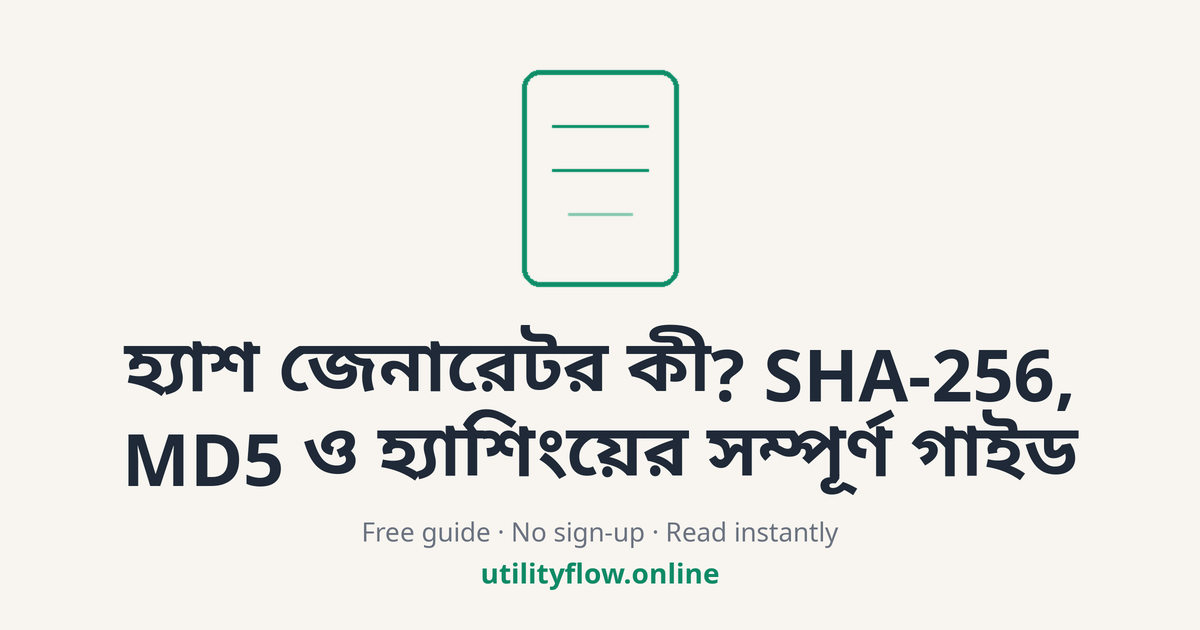 হ্যাশ জেনারেটর কী? SHA-256,
MD5 ও হ্যাশিংয়ের সম্পূর্ণ গাইড
Free guide · No sign-up · Read instantly
utilityflow.online